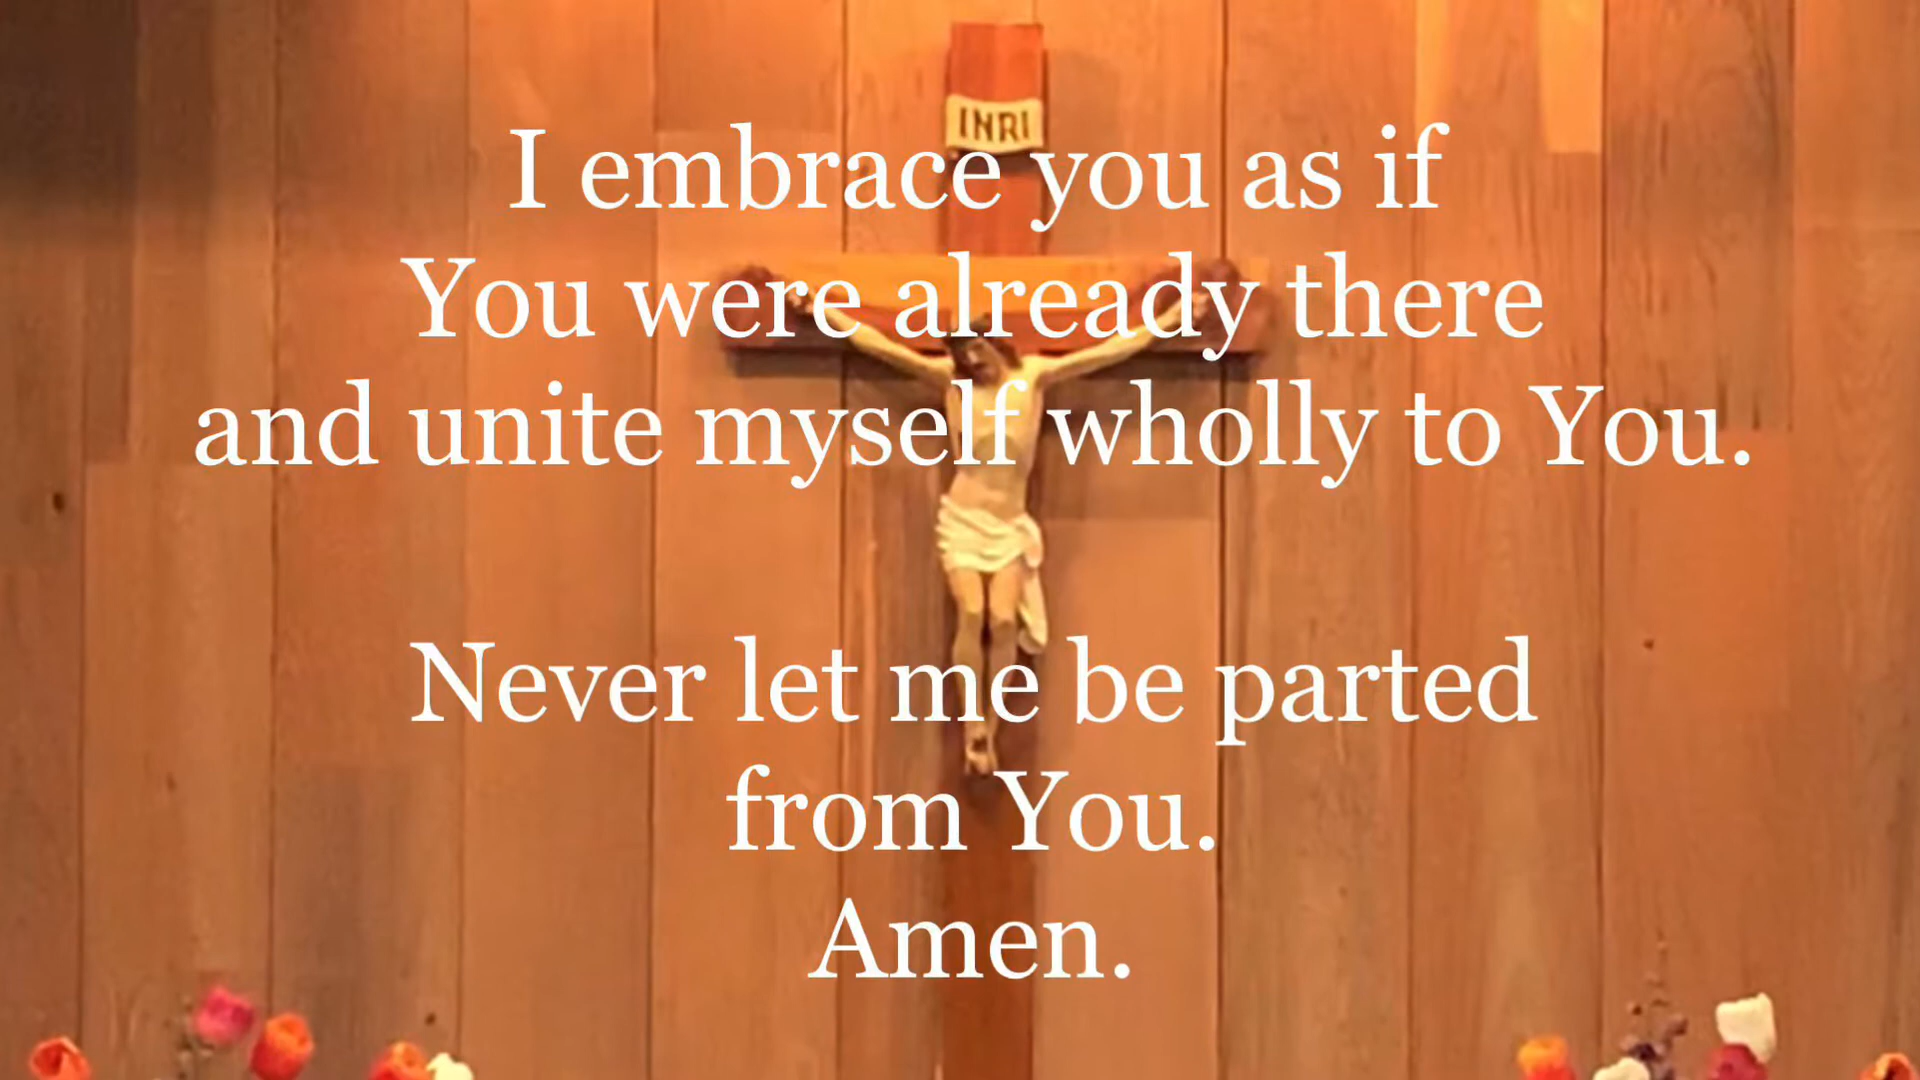 INRI
I embrace you as if
You were already there
and unite myself wholly to You.
Never let me be parted
from You.
Amen.